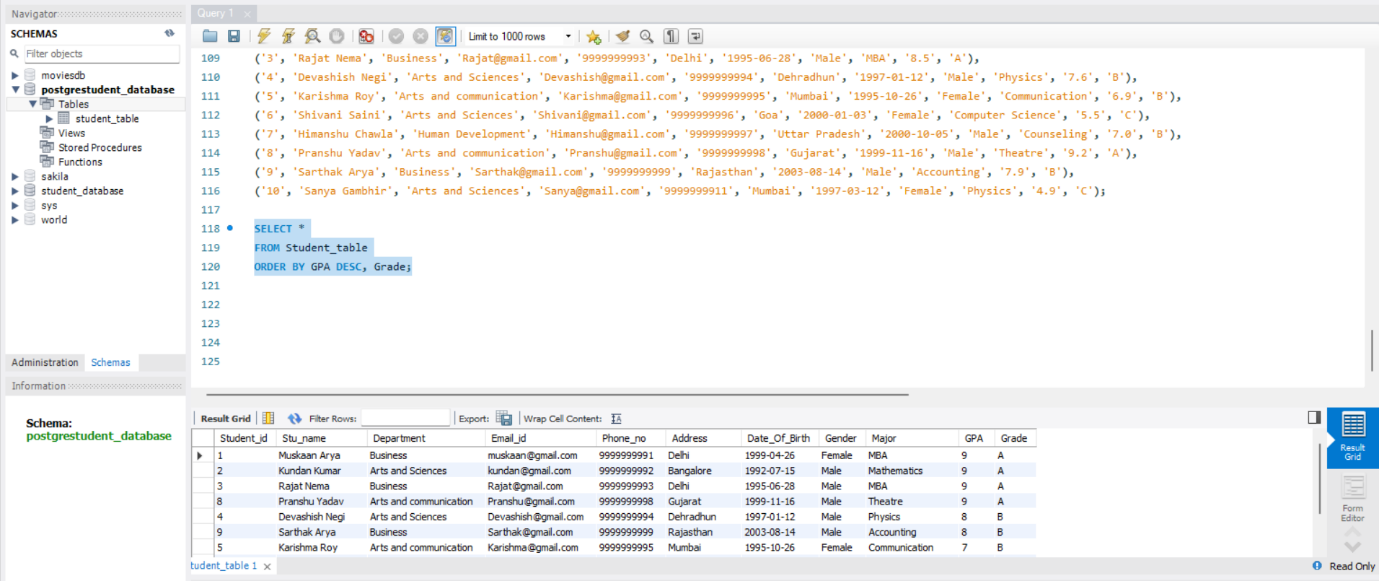 Navigator
SCHEMAS
Filter objects
moviesdb
postgrestudent_database
Tables
student_table
Views
Stored Procedures
Functions
sakila
student_database
sys
world
Administration Schemas
Information
Schema:
postgrestudent_database
Query 1
Limit to 1000 rows
109 ('3', 'Rajat Nema', 'Business', 'Rajat@gmail.com', '9999999993', 'Delhi', '1995-06-28', 'Male', 'MBA', '8.5', 'A'),
110 ('4', 'Devashish Negi', 'Arts and Sciences', 'Devashish@gmail.com', '9999999994', 'Dehradhun', '1997-01-12', 'Male', 'Physics', '7.6', 'B'),
111 ('5', 'Karishma Roy', 'Arts and communication', 'Karishma@gmail.com', '9999999995', 'Mumbai', '1995-10-26', 'Female', 'Communication', '6.9', 'B'),
112 ('6', 'Shivani Saini', 'Arts and Sciences', 'Shivani@gmail.com', '9999999996', 'Goa', '2000-01-03', 'Female', 'Computer Science', '5.5', 'C'),
113 ('7', 'Himanshu Chawla', 'Human Development', 'Himanshu@gmail.com', '9999999997', 'Uttar Pradesh', '2000-10-05', 'Male', 'Counseling', '7.0', 'B'),
114 ('8', 'Pranshu Yadav', 'Arts and communication', 'Pranshu@gmail.com', '9999999998', 'Gujarat', '1999-11-16', 'Male', 'Theatre', '9.2', 'A'),
115 ('9', 'Sarthak Arya', 'Business', 'Sarthak@gmail.com', '9999999999', 'Rajasthan', '2003-08-14', 'Male', 'Accounting', '7.9', 'B'),
116 ('10', 'Sanya Gambhir', 'Arts and Sciences', 'Sanya@gmail.com', '9999999911', 'Mumbai', '1997-03-12', 'Female', 'Physics', '4.9', 'C');
117
118 SELECT *
119 FROM Student_table
120 ORDER BY GPA DESC, Grade;
121
122
123
124
125
Result Grid Filter Rows: Export: Wrap Cell Content:
Student_id Stu_name Department Email_id Phone_no Address Date_Of_Birth Gender Major GPA Grade
1 Muskaan Arya Business muskaan@gmail.com 9999999991 Delhi 1999-04-26 Female MBA 9 A
2 Kundan Kumar Arts and Sciences kundan@gmail.com 9999999992 Bangalore 1992-07-15 Male Mathematics 9 A
3 Rajat Nema Business Rajat@gmail.com 9999999993 Delhi 1995-06-28 Male MBA 9 A
8 Pranshu Yadav Arts and communication Pranshu@gmail.com 9999999998 Gujarat 1999-11-16 Male Theatre 9 A
4 Devashish Negi Arts and Sciences Devashish@gmail.com 9999999994 Dehradhun 1997-01-12 Male Physics 8 B
9 Sarthak Arya Business Sarthak@gmail.com 9999999999 Rajasthan 2003-08-14 Male Accounting 8 B
5 Karishma Roy Arts and communication Karishma@gmail.com 9999999995 Mumbai 1995-10-26 Female Communication 7 B
Result
Grid
Form
Editor
tudent_table 1
Read Only